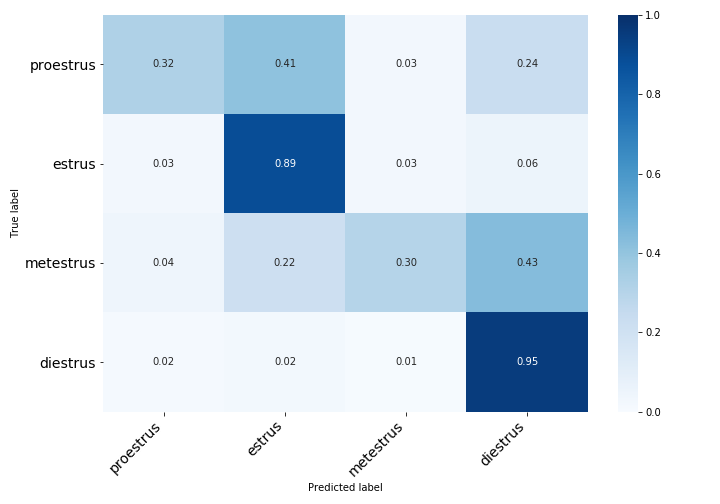 1.0
proestrus 0.32 0.41 0.03 0.24
0.8
estrus 0.03 0.89 0.03 0.06
0.6
True label
0.4
metestrus 0.04 0.22 0.30 0.43
0.2
diestrus 0.02 0.02 0.01 0.95
0.0
proestrus estrus metestrus diestrus
Predicted label